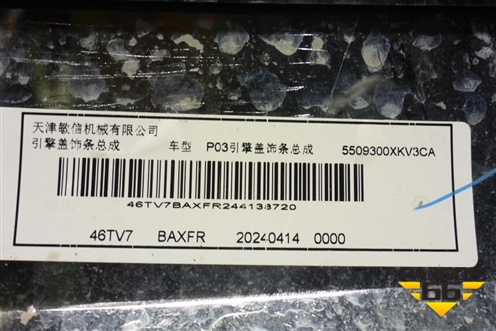 天津敏信机械有限公司
引擎盖饰条总成 车型 P03引擎盖饰条总成 5509300XKV3CA
46TV7BAXFR244138720
46TV7 BAXFR 20240414 0000
66